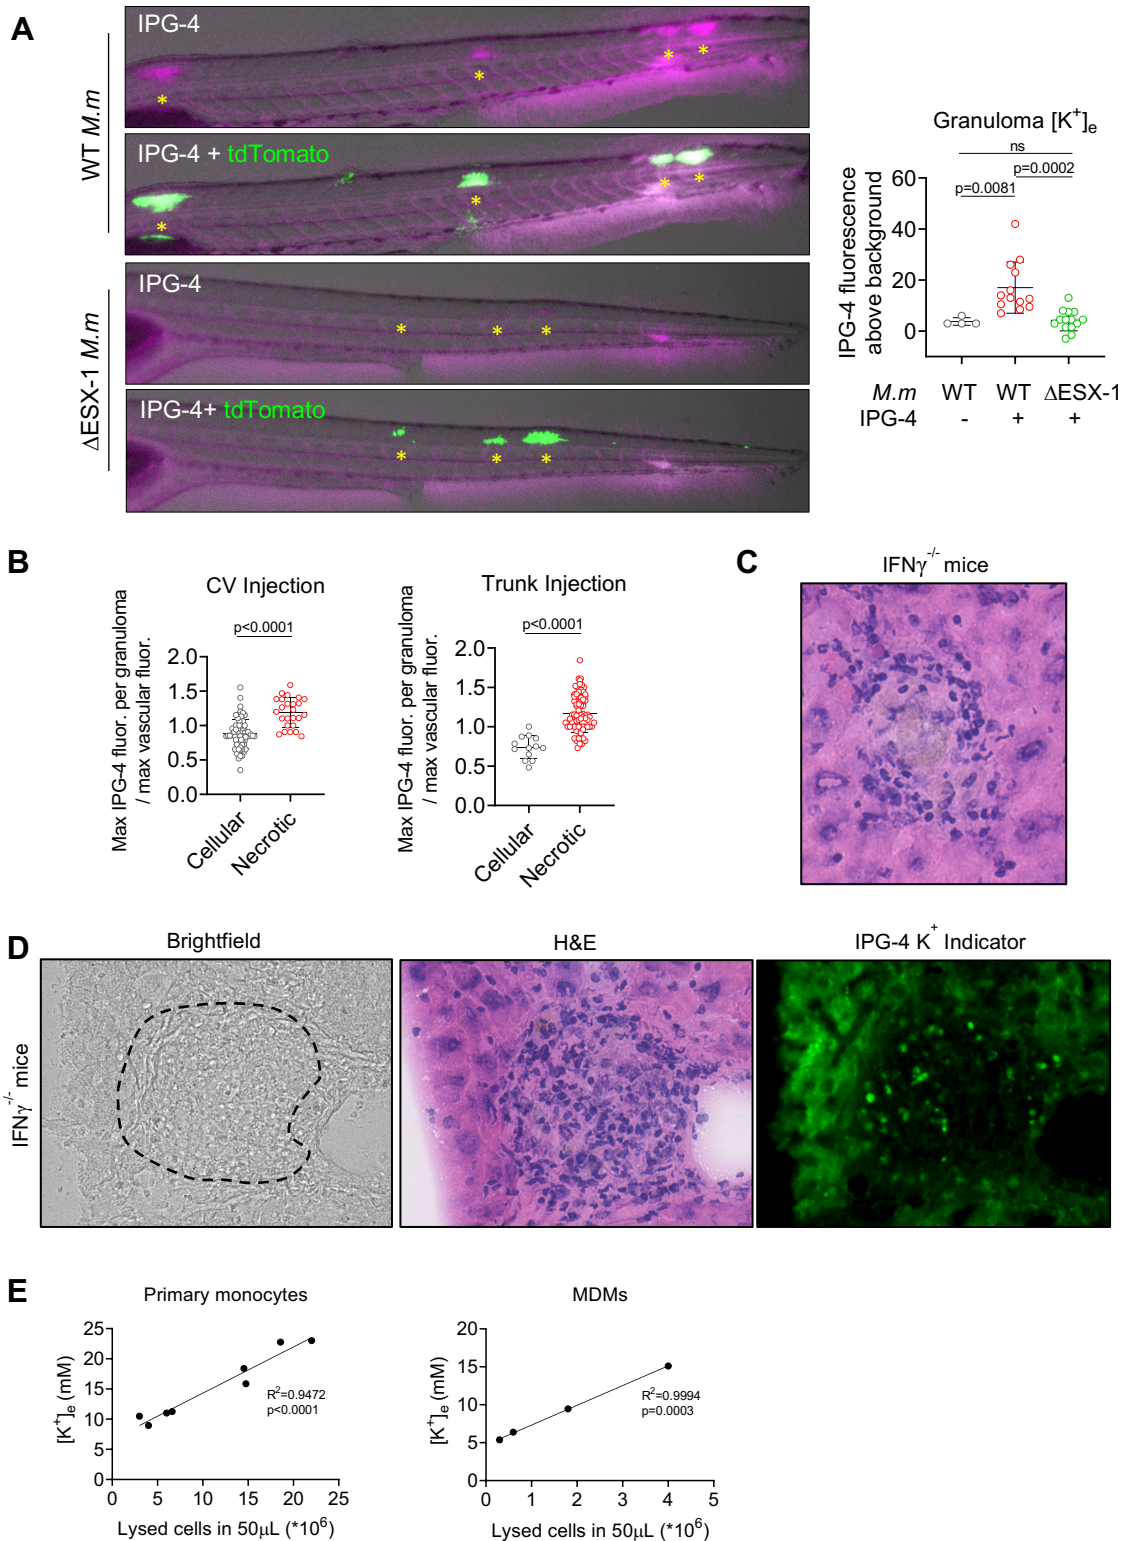 A
WT M.m
IPG-4
*
*
*
*
IPG-4 + tdTomato
*
*
*
*
ΔESX-1 M.m
IPG-4
*
*
*
IPG-4+ tdTomato
*
*
*
Granuloma [K⁺]ₑ
ns
p=0.0002
p=0.0081
IPG-4 fluorescence
above background
60
40
20
0
M.m WT WT ΔESX-1
IPG-4 - + +
B
CV Injection
p<0.0001
Max IPG-4 fluor. per granuloma
/ max vascular fluor.
2.0
1.5
1.0
0.5
0.0
Cellular
Necrotic
Trunk Injection
p<0.0001
Max IPG-4 fluor. per granuloma
/ max vascular fluor.
2.0
1.5
1.0
0.5
0.0
Cellular
Necrotic
C
IFNγ⁻/⁻ mice
D
Brightfield
H&E
IPG-4 K⁺ Indicator
IFNγ⁻/⁻ mice
E
Primary monocytes
[K⁺]ₑ (mM)
25
20
15
10
5
0
R²=0.9472
p<0.0001
0 5 10 15 20 25
Lysed cells in 50μL (*10⁶)
MDMs
[K⁺]ₑ (mM)
20
15
10
5
0
R²=0.9994
p=0.0003
0 1 2 3 4 5
Lysed cells in 50μL (*10⁶)